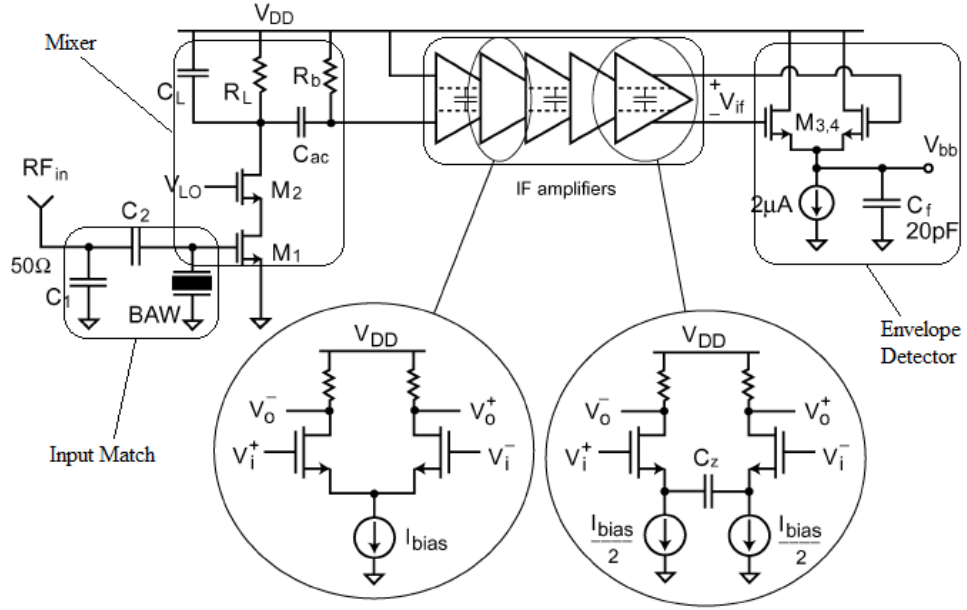 V_DD
Mixer
C_L
R_L
R_b
C_ac
V_LO
M_2
M_1
RF_in
50Ω
C_1
C_2
BAW
Input Match
IF amplifiers
+
V_if
−
M_3,4
V_bb
2μA
C_f
20pF
Envelope
Detector
V_DD
V_o^-
V_o^+
V_i^+
V_i^-
I_bias
V_DD
V_o^-
V_o^+
V_i^+
V_i^-
C_z
I_bias/2
I_bias/2